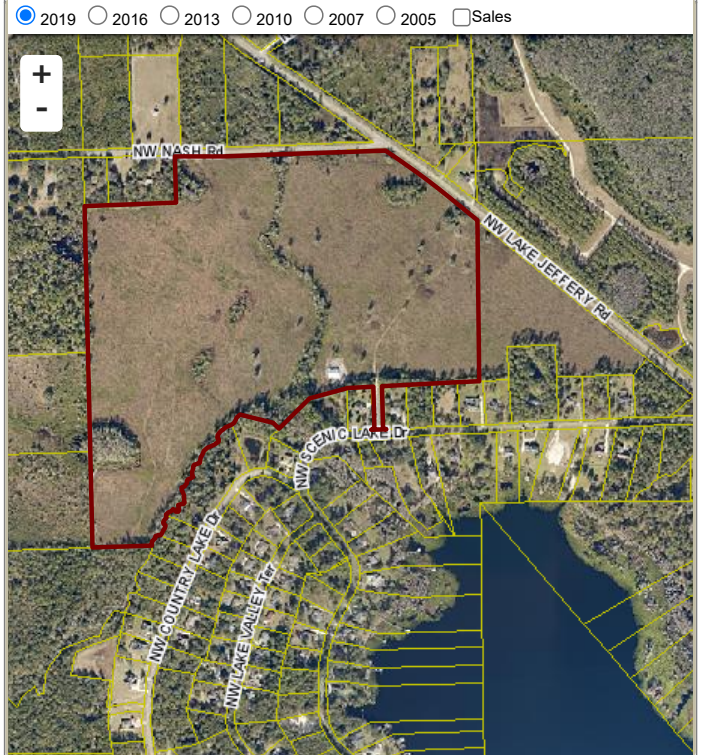 2019 2016 2013 2010 2007 2005 Sales
+
-
NW NASH Rd
NW LAKE JEFFERY Rd
NW SCENIC LAKE Dr
NW COUNTRY LAKE Dr
NW LAKE VALLEY Ter